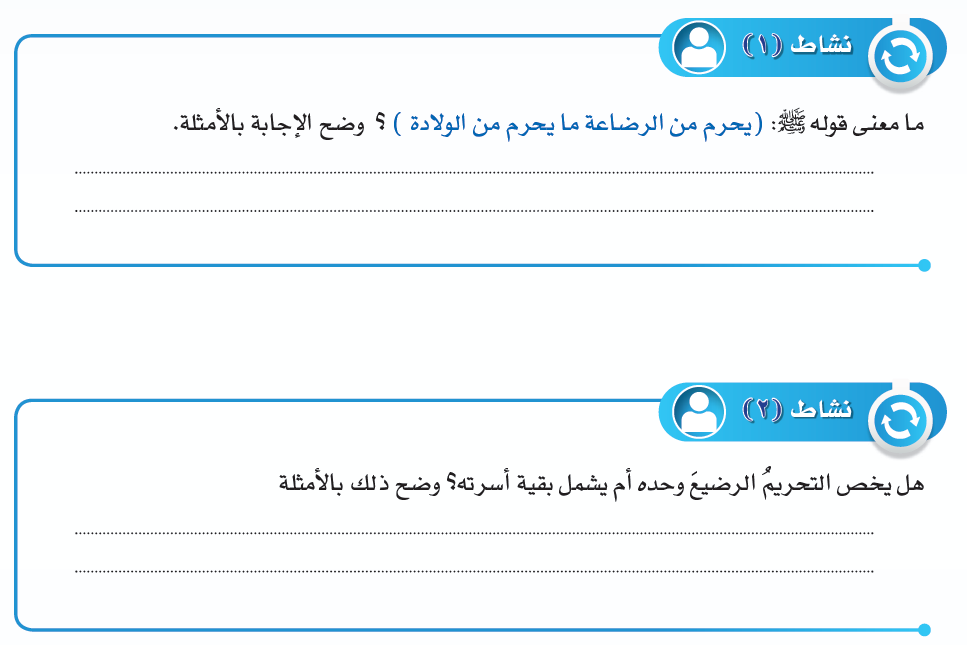 نشاط (١)
ما معنى قوله ﷺ: (يحرم من الرضاعة ما يحرم من الولادة ) ؟ وضح الإجابة بالأمثلة.
نشاط (٢)
هل يخص التحريمُ الرضيعَ وحده أم يشمل بقية أسرته؟ وضح ذلك بالأمثلة